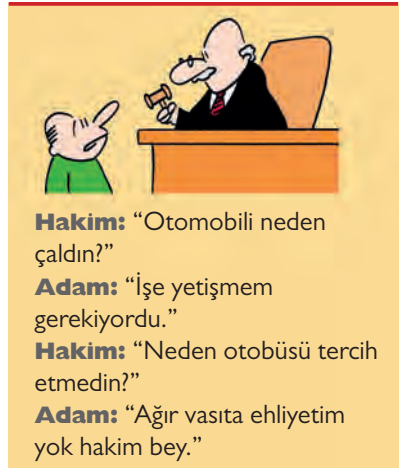 Hakim: “Otomobili neden
çaldın?”
Adam: “İşe yetişmem
gerekiyordu.”
Hakim: “Neden otobüsü tercih
etmedin?”
Adam: “Ağır vasıta ehliyetim
yok hakim bey.”